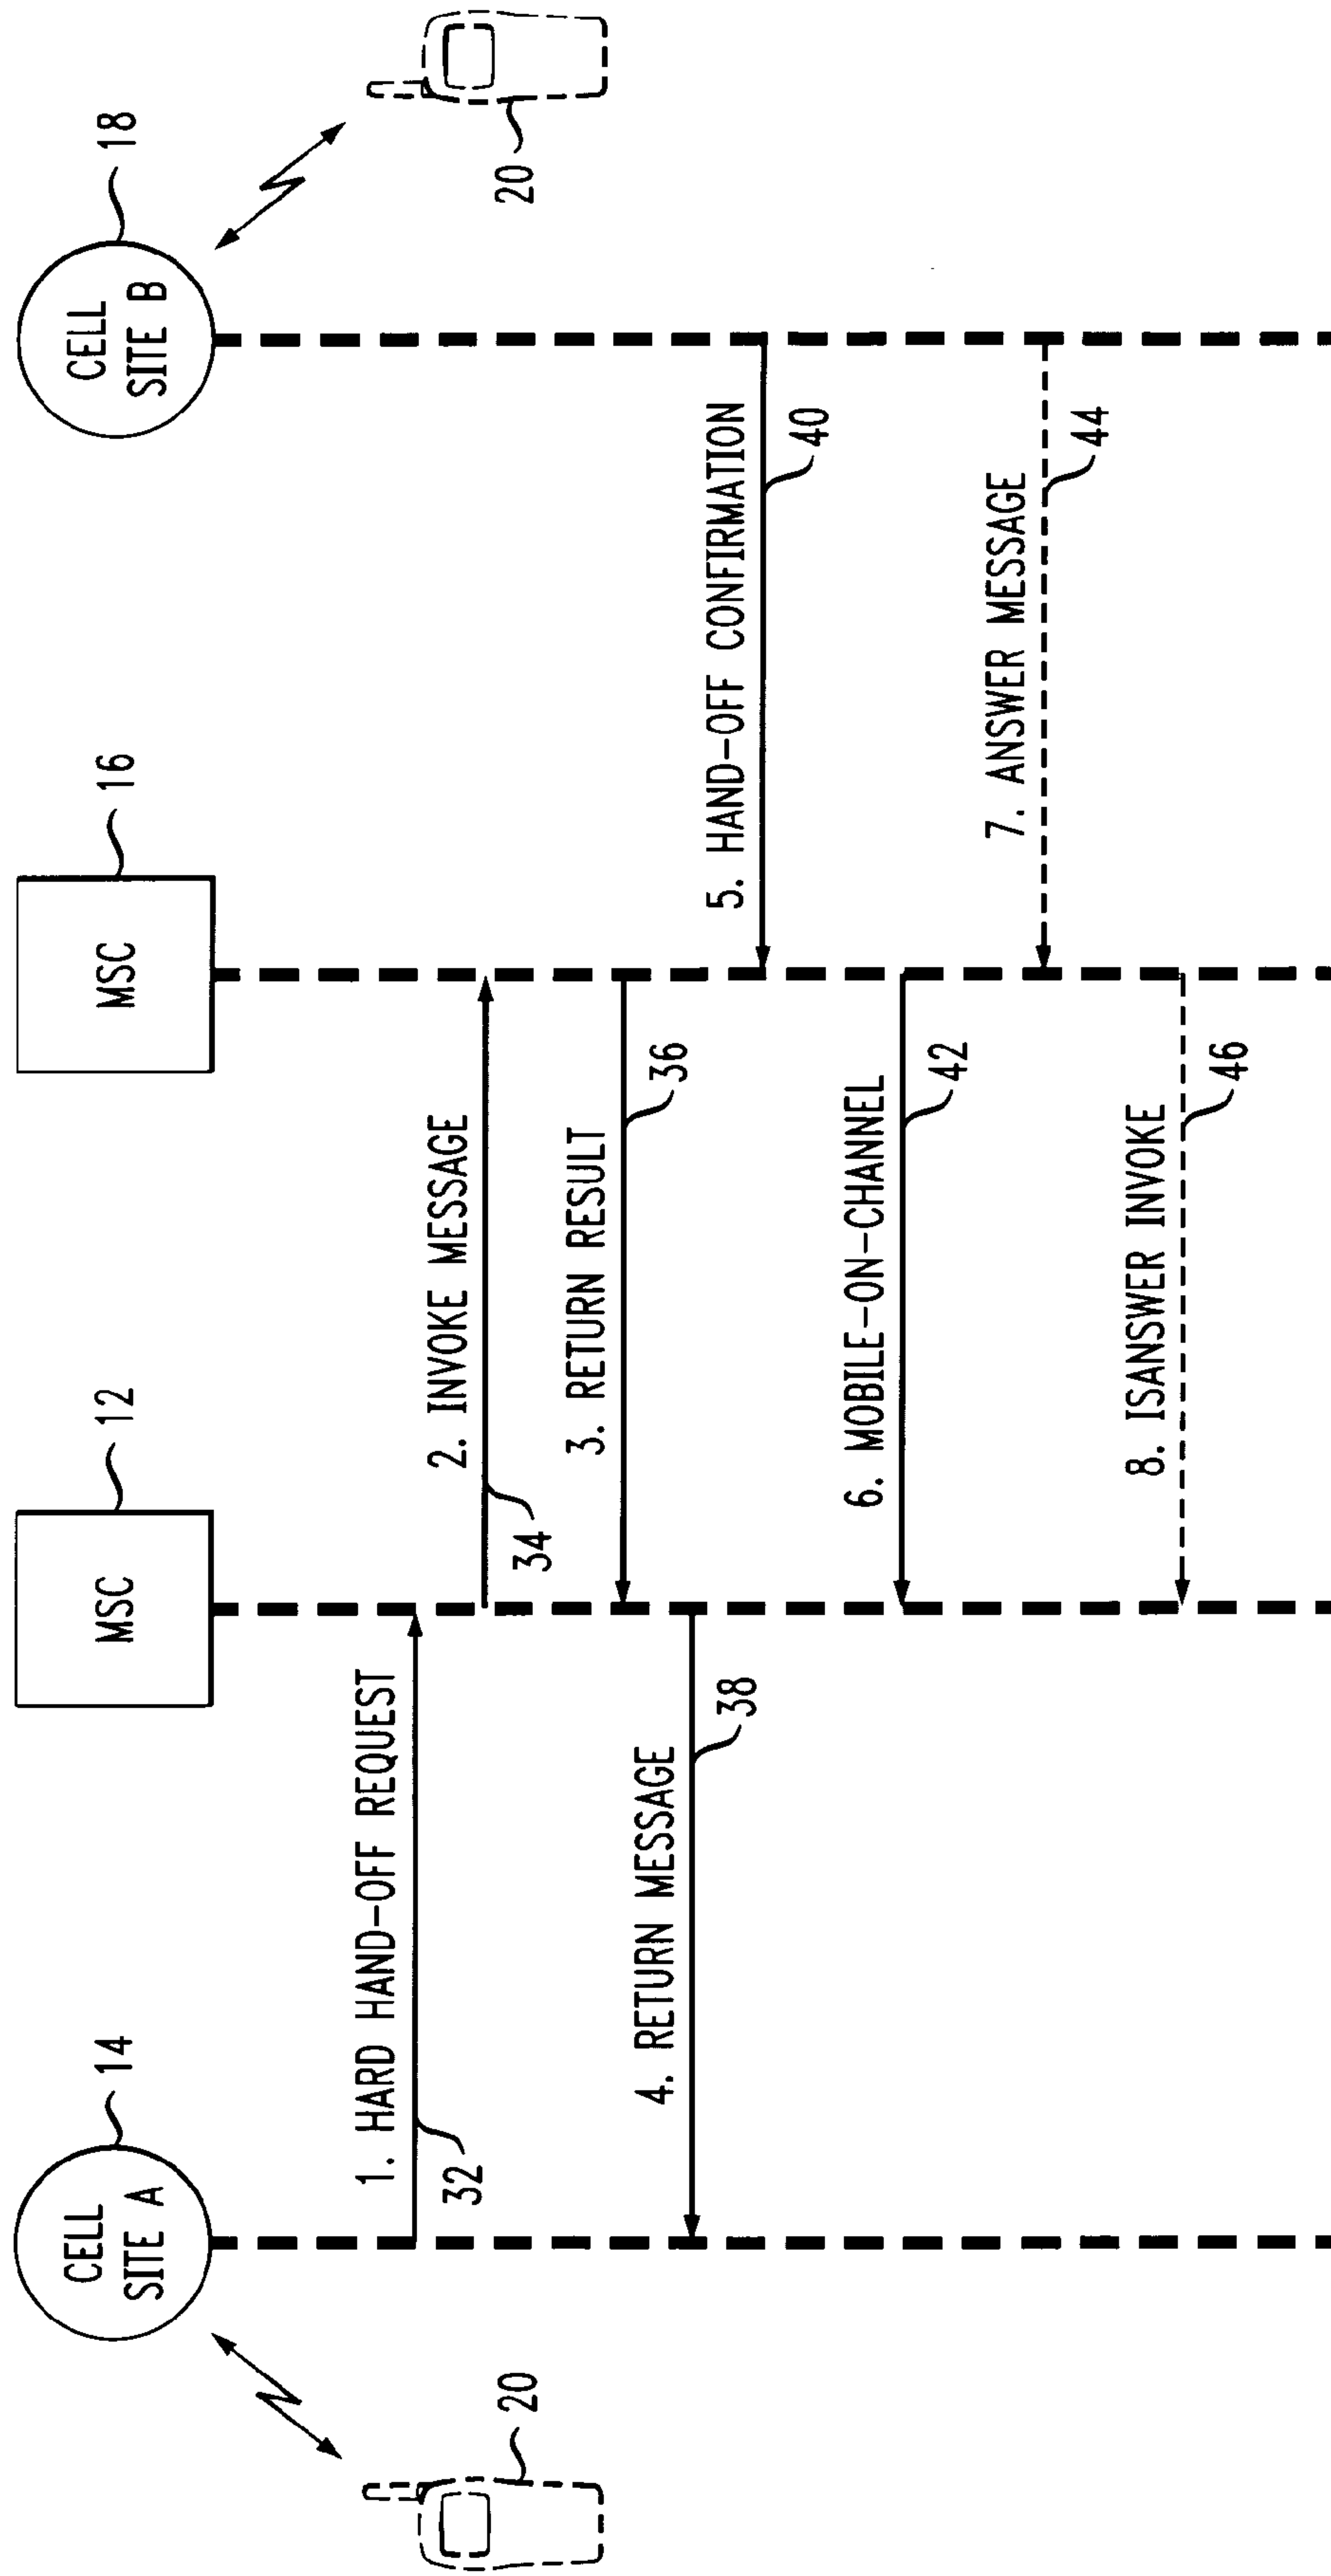 CELL
SITE A
14
MSC
12
MSC
16
CELL
SITE B
18
20
20
1. HARD HAND-OFF REQUEST
32
2. INVOKE MESSAGE
34
3. RETURN RESULT
36
4. RETURN MESSAGE
38
5. HAND-OFF CONFIRMATION
40
6. MOBILE-ON-CHANNEL
42
7. ANSWER MESSAGE
44
8. ISANSWER INVOKE
46